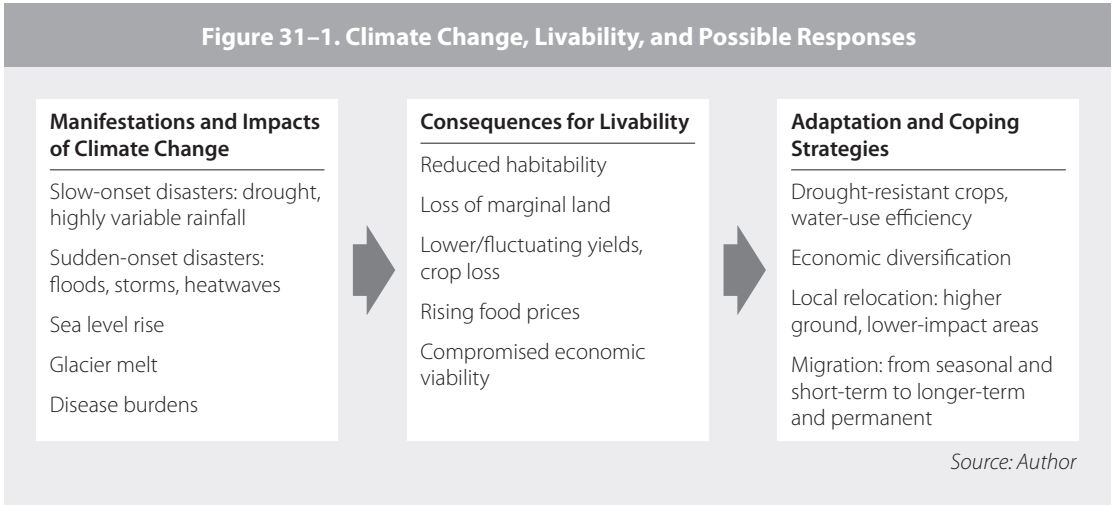 Figure 31–1. Climate Change, Livability, and Possible Responses
Manifestations and Impacts
of Climate Change
Slow-onset disasters: drought,
highly variable rainfall
Sudden-onset disasters:
floods, storms, heatwaves
Sea level rise
Glacier melt
Disease burdens
Consequences for Livability
Reduced habitability
Loss of marginal land
Lower/fluctuating yields,
crop loss
Rising food prices
Compromised economic
viability
Adaptation and Coping
Strategies
Drought-resistant crops,
water-use efficiency
Economic diversification
Local relocation: higher
ground, lower-impact areas
Migration: from seasonal and
short-term to longer-term
and permanent
Source: Author